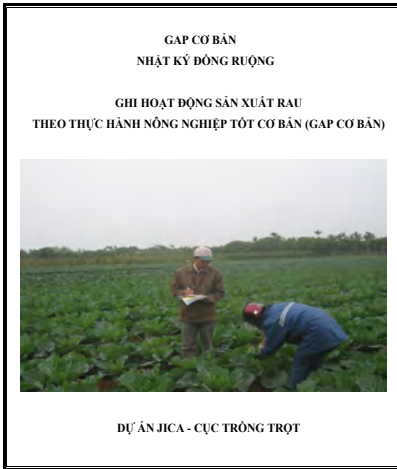 GAP CƠ BẢN
NHẬT KÝ ĐỒNG RUỘNG
GHI HOẠT ĐỘNG SẢN XUẤT RAU
THEO THỰC HÀNH NÔNG NGHIỆP TỐT CƠ BẢN (GAP CƠ BẢN)
DỰ ÁN JICA - CỤC TRỒNG TRỌT